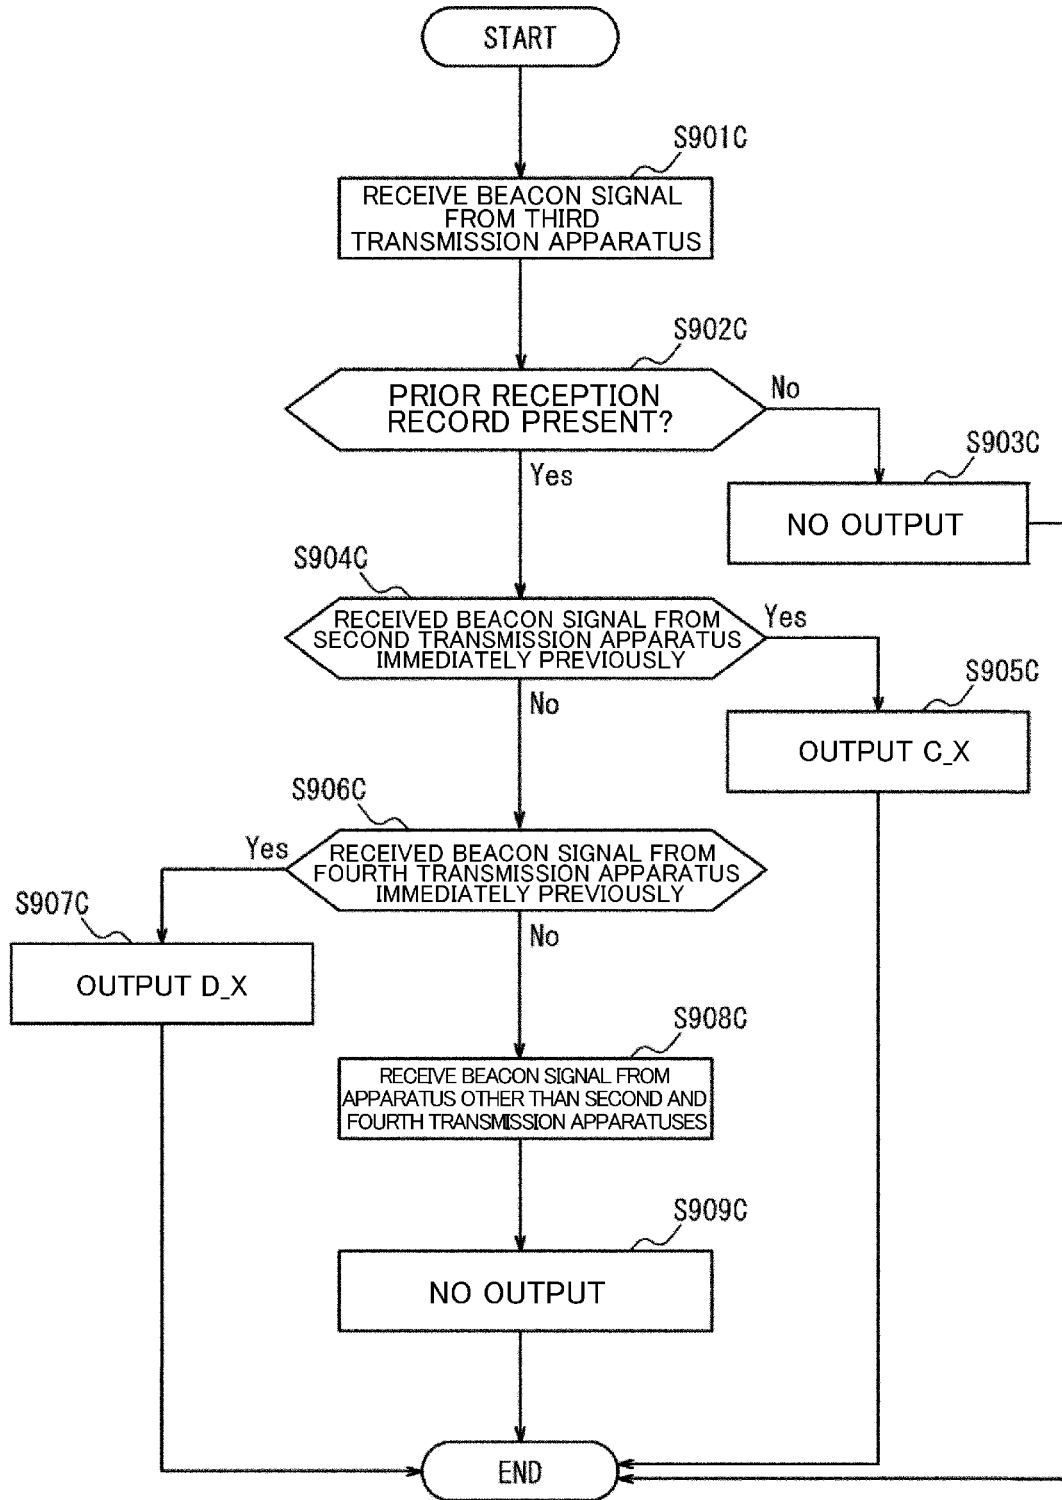 START
S901C
RECEIVE BEACON SIGNAL
FROM THIRD
TRANSMISSION APPARATUS
S902C
PRIOR RECEPTION
RECORD PRESENT?
No
Yes
S903C
NO OUTPUT
S904C
RECEIVED BEACON SIGNAL FROM
SECOND TRANSMISSION APPARATUS
IMMEDIATELY PREVIOUSLY
Yes
No
S905C
OUTPUT C_X
S906C
RECEIVED BEACON SIGNAL FROM
FOURTH TRANSMISSION APPARATUS
IMMEDIATELY PREVIOUSLY
Yes
No
S907C
OUTPUT D_X
S908C
RECEIVE BEACON SIGNAL FROM
APPARATUS OTHER THAN SECOND AND
FOURTH TRANSMISSION APPARATUSES
S909C
NO OUTPUT
END